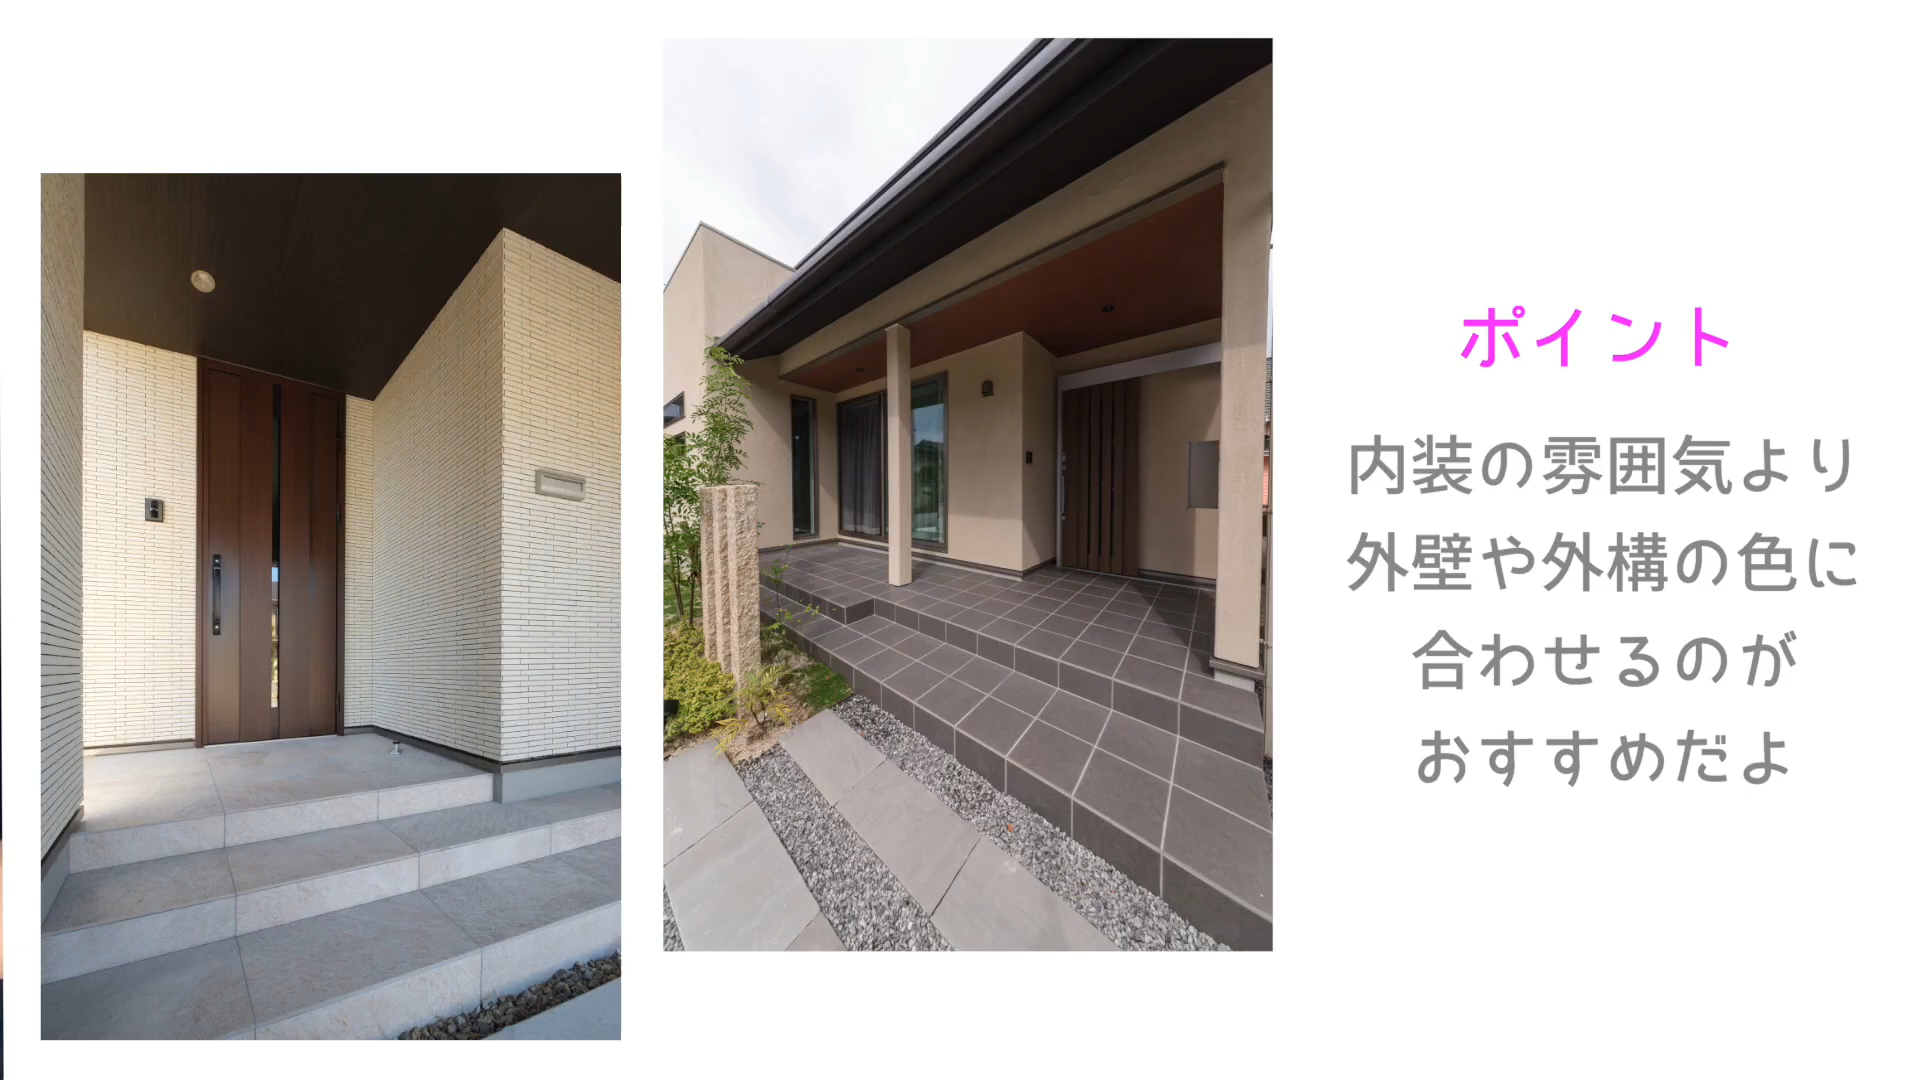 ポイント
内装の雰囲気より
外壁や外構の色に
合わせるのが
おすすめだよ